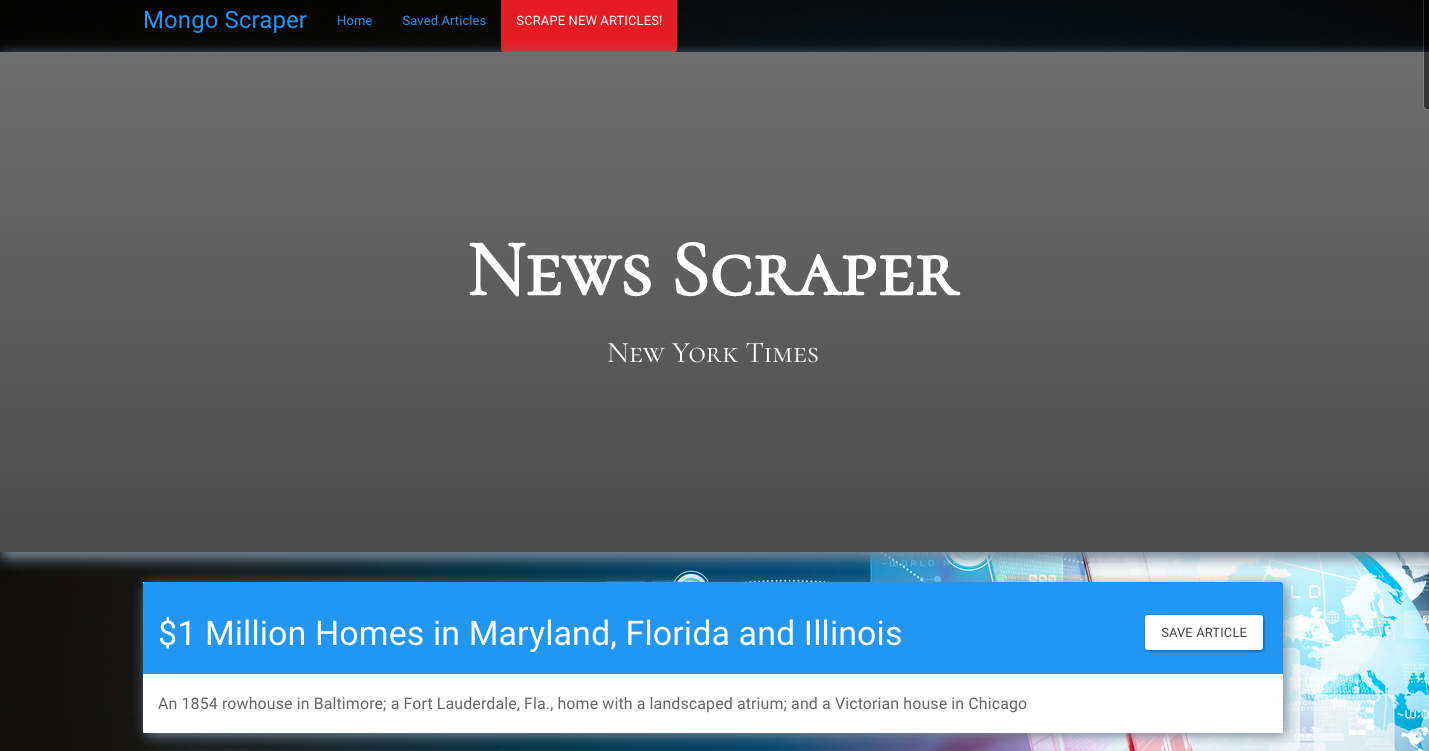 Mongo Scraper Home Saved Articles SCRAPE NEW ARTICLES!
News Scraper
New York Times
$1 Million Homes in Maryland, Florida and Illinois SAVE ARTICLE
An 1854 rowhouse in Baltimore; a Fort Lauderdale, Fla., home with a landscaped atrium; and a Victorian house in Chicago